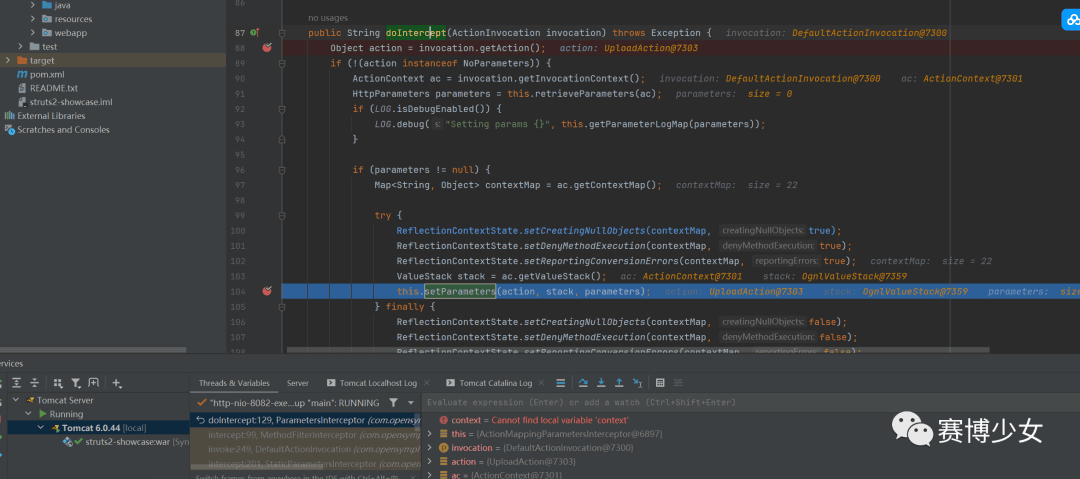 java
resources
webapp
test
target
pom.xml
README.txt
struts2-showcase.iml
External Libraries
Scratches and Consoles
86
no usages
87 public String doIntercept(ActionInvocation invocation) throws Exception { invocation: DefaultActionInvocation@7300
88 Object action = invocation.getAction(); action: UploadAction@7303
89 if (!(action instanceof NoParameters)) {
90 ActionContext ac = invocation.getInvocationContext(); invocation: DefaultActionInvocation@7300 ac: ActionContext@7301
91 HttpParameters parameters = this.retrieveParameters(ac); parameters: size = 0
92 if (LOG.isDebugEnabled()) {
93 LOG.debug( s: "Setting params {}", this.getParameterLogMap(parameters));
94 }
95
96 if (parameters != null) {
97 Map<String, Object> contextMap = ac.getContextMap(); contextMap: size = 22
98
99 try {
100 ReflectionContextState.setCreatingNullObjects(contextMap, creatingNullObjects: true);
101 ReflectionContextState.setDenyMethodExecution(contextMap, denyMethodExecution: true);
102 ReflectionContextState.setReportingConversionErrors(contextMap, reportingErrors: true); contextMap: size = 22
103 ValueStack stack = ac.getValueStack(); ac: ActionContext@7301 stack: OgnlValueStack@7359
104 this.setParameters(action, stack, parameters); action: UploadAction@7303 stack: OgnlValueStack@7359 parameters: siz
105 } finally {
106 ReflectionContextState.setCreatingNullObjects(contextMap, creatingNullObjects: false);
107 ReflectionContextState.setDenyMethodExecution(contextMap, denyMethodExecution: false);
108 ReflectionContextState.setReportingConversionErrors(contextMap, reportingErrors: false);
ervices
Threads & Variables Server Tomcat Localhost Log Tomcat Catalina Log
Tomcat Server
Running
Tomcat 6.0.44 [local]
struts2-showcase:war [Syn
"http-nio-8082-exe...up "main": RUNNING
doIntercept:129, ParametersInterceptor (com.opensymp
intercept:99, MethodFilterInterceptor (com.opensymph
invoke:249, DefaultActionInvocation (com.opensymph
intercept:201, StaticParametersInterceptor (com.opens
Switch frames from anywhere in the IDE with Ctrl+Alt+向
Evaluate expression (Enter) or add a watch (Ctrl+Shift+Enter)
context = Cannot find local variable 'context'
this = {ActionMappingParametersInterceptor@6897}
invocation = {DefaultActionInvocation@7300}
action = {UploadAction@7303}
ac = {ActionContext@7301}
赛博少女